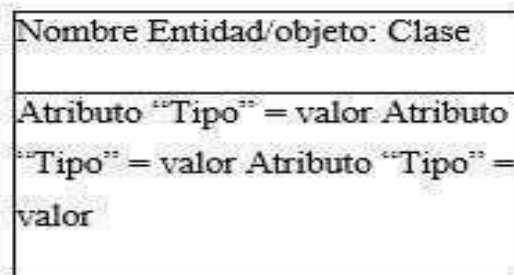 Nombre Entidad/objeto: Clase
Atributo “Tipo” = valor Atributo
“Tipo” = valor Atributo “Tipo” =
valor